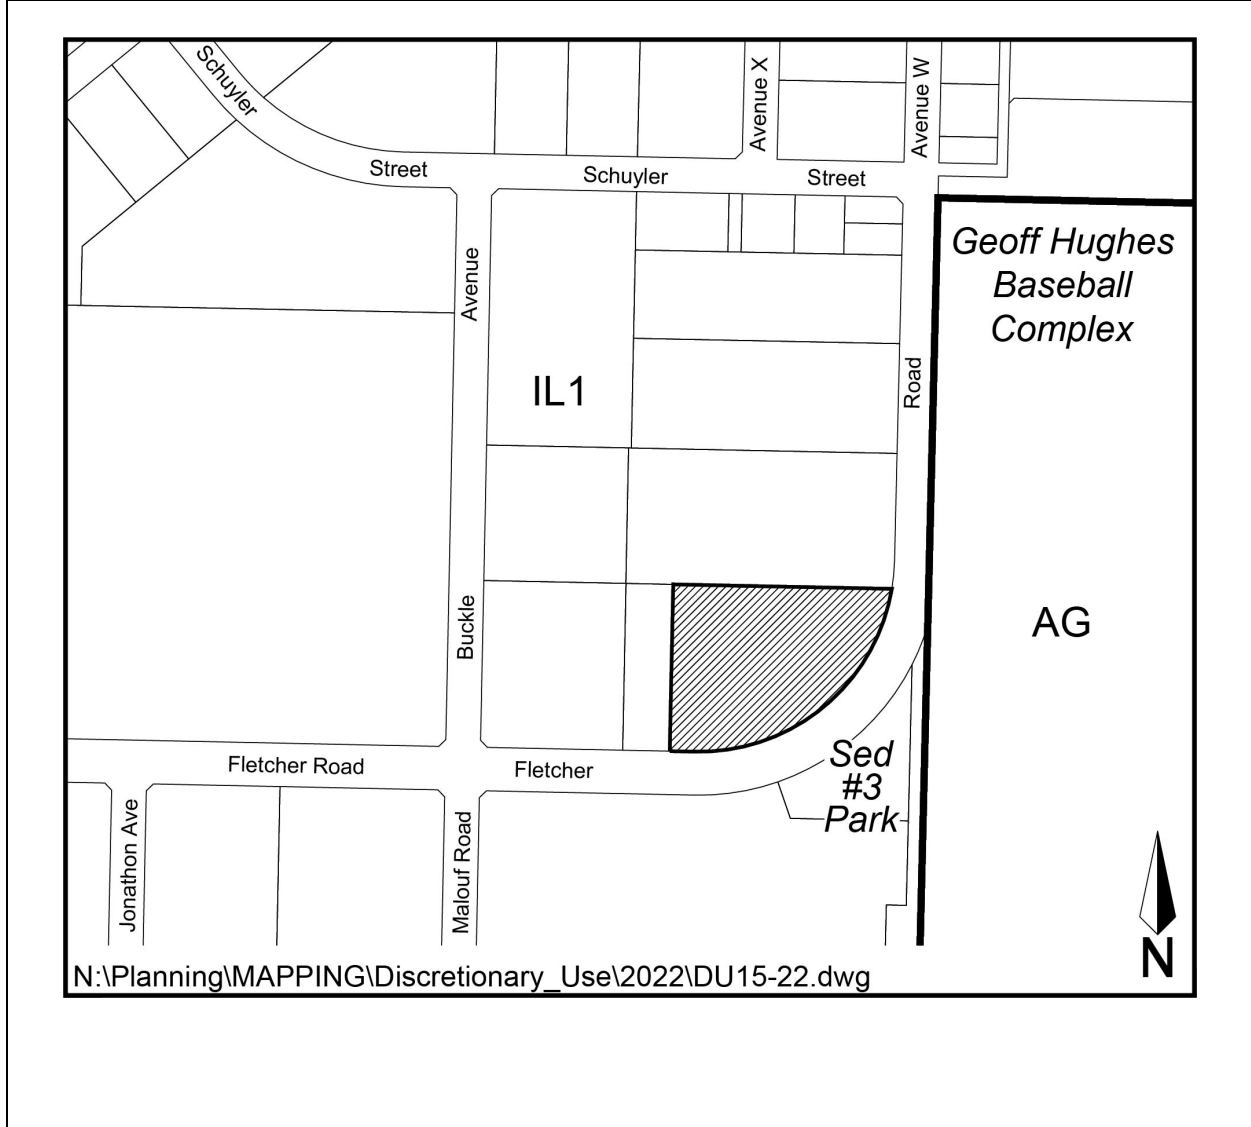 Schuyler
Street
Schuyler
Street
Avenue X
Avenue W
Geoff Hughes
Baseball
Complex
Avenue
IL1
Road
Buckle
AG
Fletcher Road
Fletcher
Sed
#3
Park
Jonathon Ave
Malouf Road
N
N:\Planning\MAPPING\Discretionary_Use\2022\DU15-22.dwg